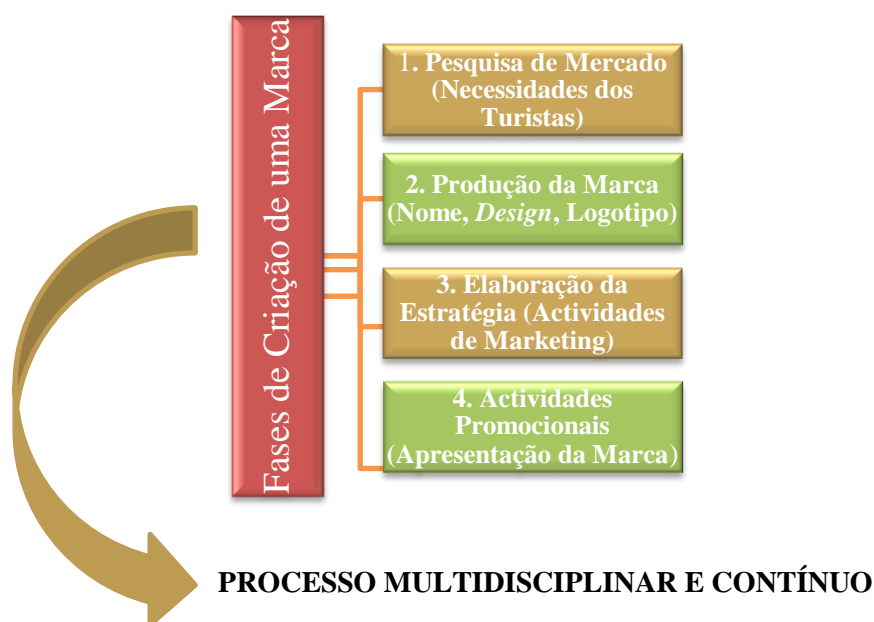 Fases de Criação de uma Marca
1. Pesquisa de Mercado
(Necessidades dos
Turistas)
2. Produção da Marca
(Nome, Design, Logotipo)
3. Elaboração da
Estratégia (Actividades
de Marketing)
4. Actividades
Promocionais
(Apresentação da Marca)
PROCESSO MULTIDISCIPLINAR E CONTÍNUO